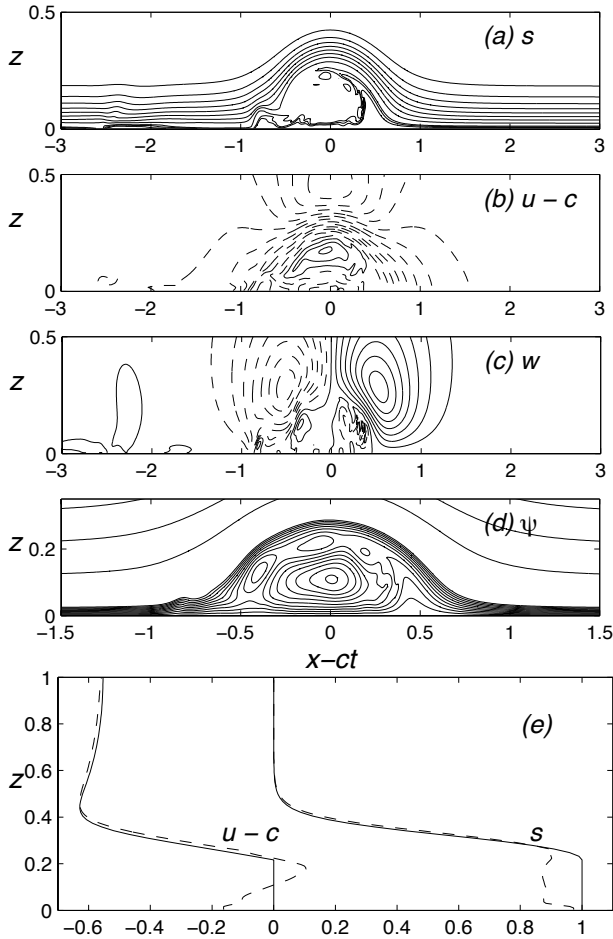 0.5
(a) s
z
0
−3 −2 −1 0 1 2 3
0.5
(b) u − c
z
0
−3 −2 −1 0 1 2 3
0.5
(c) w
z
0
−3 −2 −1 0 1 2 3
(d) ψ
z
0.2
0
−1.5 −1 −0.5 0 0.5 1 1.5
x−ct
1
(e)
0.8
z
0.6
0.4
u − c s
0.2
0
−0.6 −0.4 −0.2 0 0.2 0.4 0.6 0.8 1